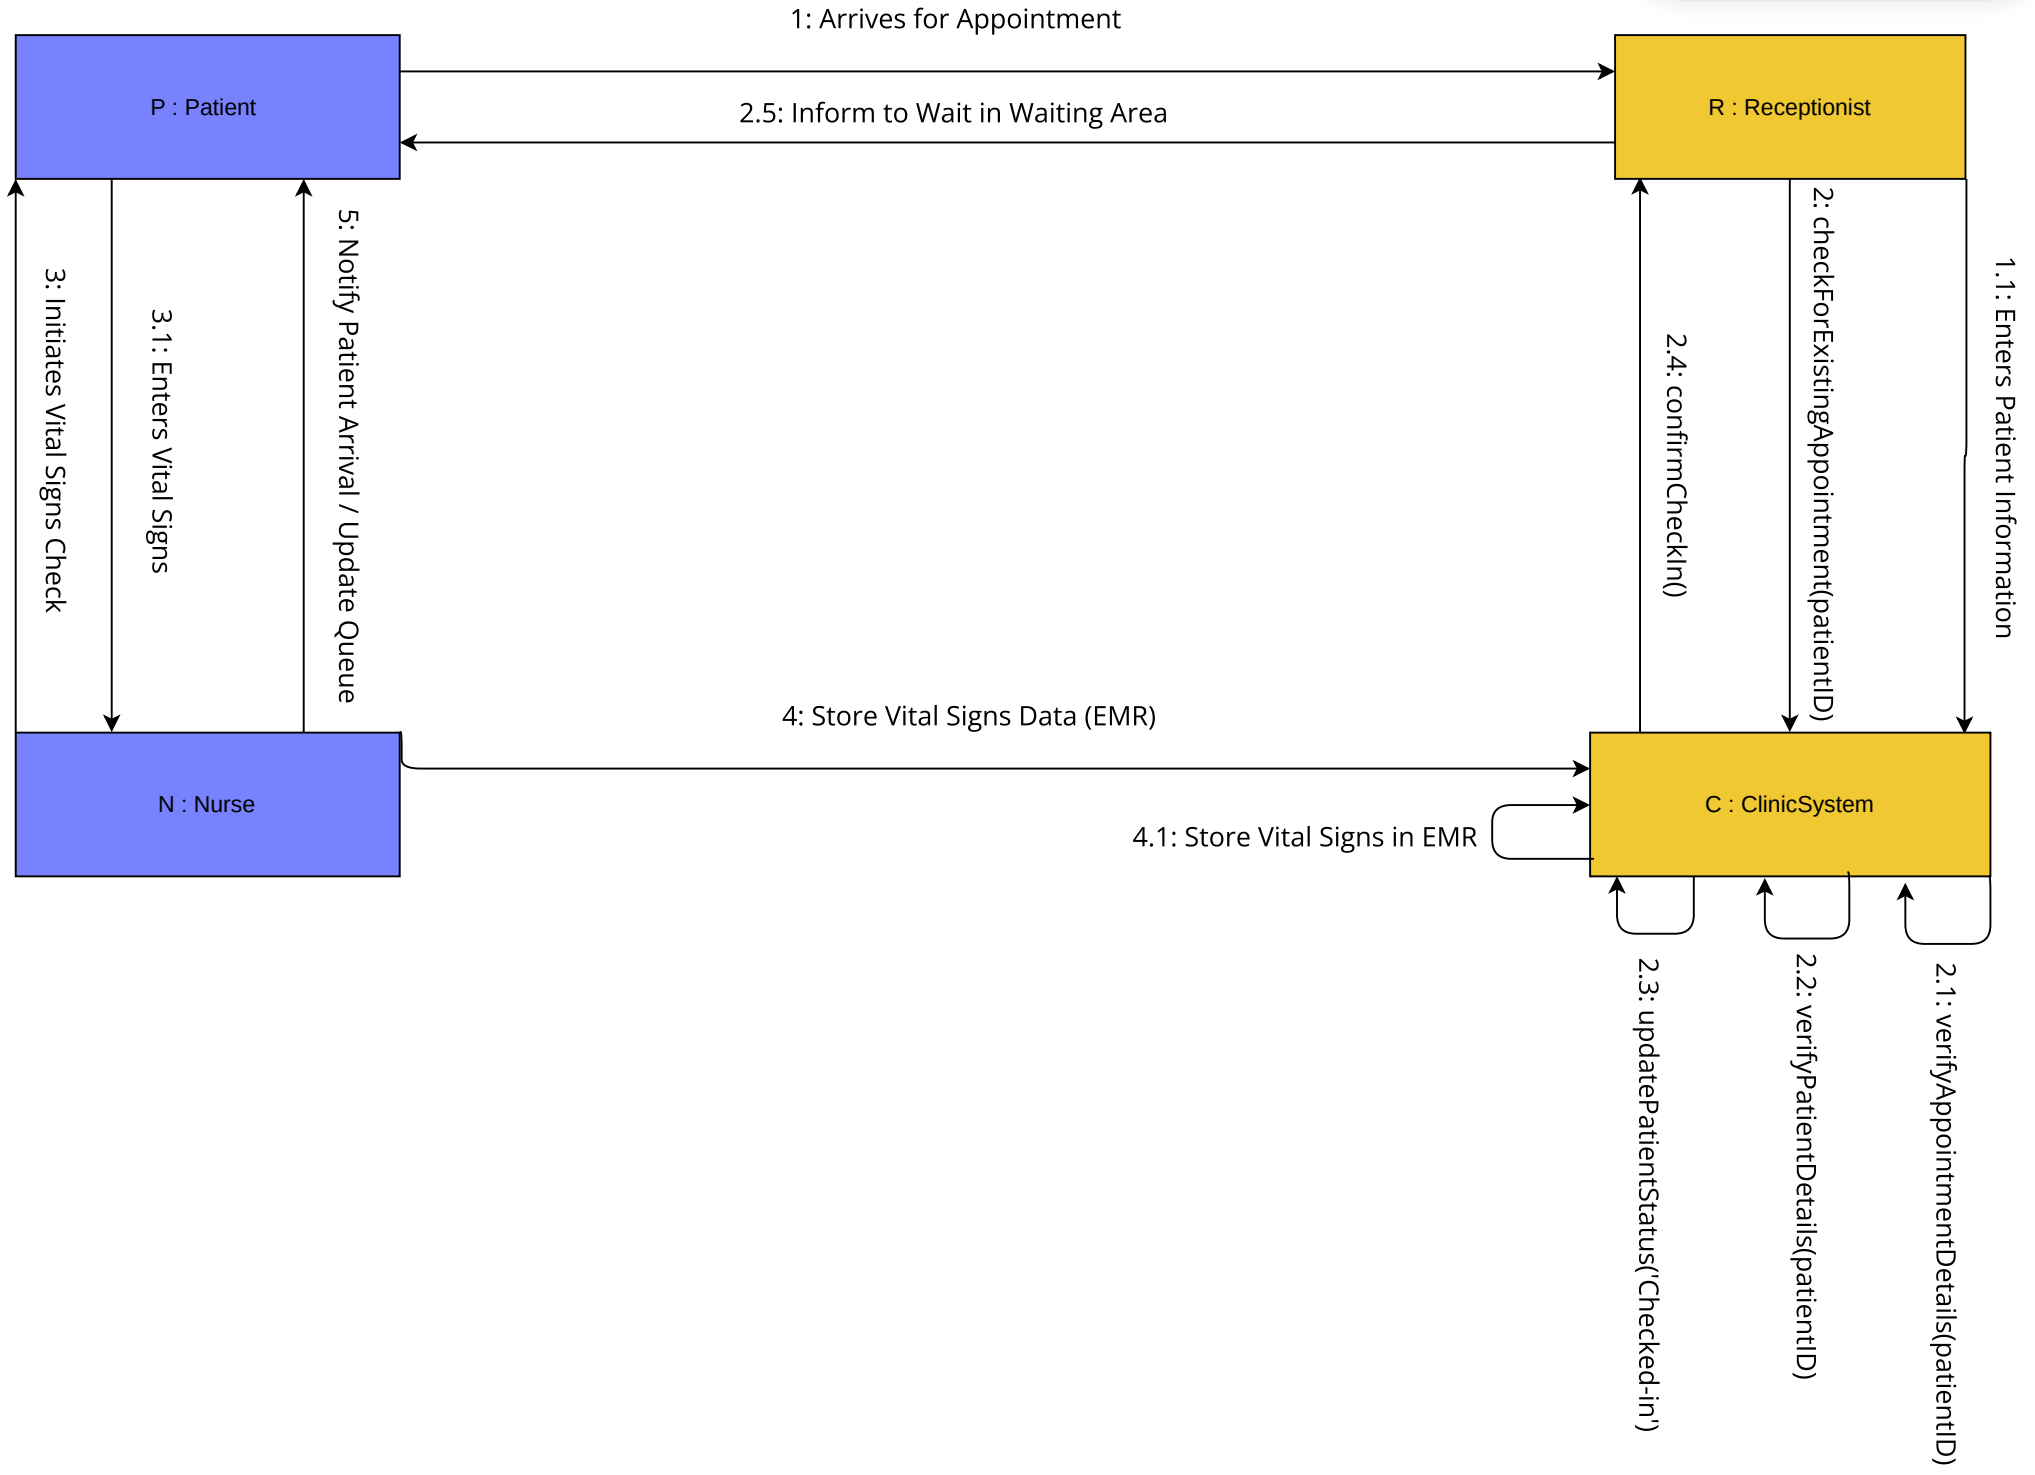 1: Arrives for Appointment
P : Patient
R : Receptionist
2.5: Inform to Wait in Waiting Area
3: Initiates Vital Signs Check
3.1: Enters Vital Signs
5: Notify Patient Arrival / Update Queue
2.4: confirmCheckIn()
2: checkForExistingAppointment(patientID)
1.1: Enters Patient Information
4: Store Vital Signs Data (EMR)
N : Nurse
C : ClinicSystem
4.1: Store Vital Signs in EMR
2.3: updatePatientStatus('Checked-in')
2.2: verifyPatientDetails(patientID)
2.1: verifyAppointmentDetails(patientID)